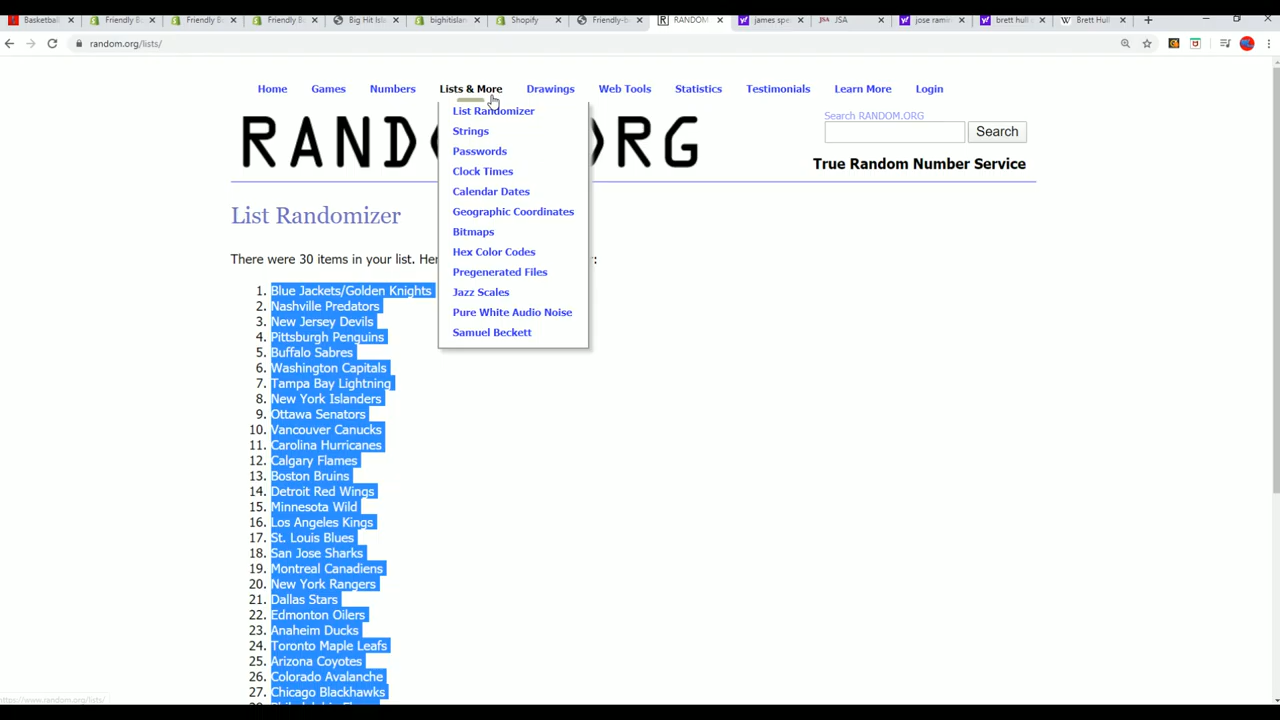 Basketball
Friendly B
Friendly B
Friendly B
Big Hit Isl
bighitislan
Shopify
Friendly-b
RANDOM
james spe
JSA
jose rami
brett hull
Brett Hull
random.org/lists/
Home Games Numbers Lists & More Drawings Web Tools Statistics Testimonials Learn More Login
List Randomizer
Strings
Passwords
Clock Times
Calendar Dates
Geographic Coordinates
Bitmaps
Hex Color Codes
Pregenerated Files
Jazz Scales
Pure White Audio Noise
Samuel Beckett
Search RANDOM.ORG
Search
True Random Number Service
List Randomizer
There were 30 items in your list. Her
1. Blue Jackets/Golden Knights
2. Nashville Predators
3. New Jersey Devils
4. Pittsburgh Penguins
5. Buffalo Sabres
6. Washington Capitals
7. Tampa Bay Lightning
8. New York Islanders
9. Ottawa Senators
10. Vancouver Canucks
11. Carolina Hurricanes
12. Calgary Flames
13. Boston Bruins
14. Detroit Red Wings
15. Minnesota Wild
16. Los Angeles Kings
17. St. Louis Blues
18. San Jose Sharks
19. Montreal Canadiens
20. New York Rangers
21. Dallas Stars
22. Edmonton Oilers
23. Anaheim Ducks
24. Toronto Maple Leafs
25. Arizona Coyotes
26. Colorado Avalanche
27. Chicago Blackhawks
https://www.random.org/lists/